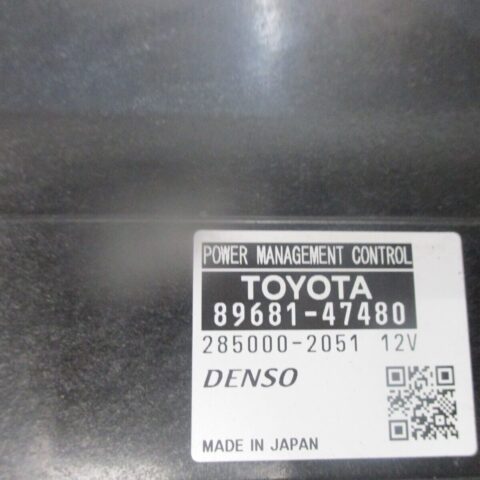 POWER MANAGEMENT CONTROL
TOYOTA
89681-47480
285000-2051 12V
DENSO
MADE IN JAPAN